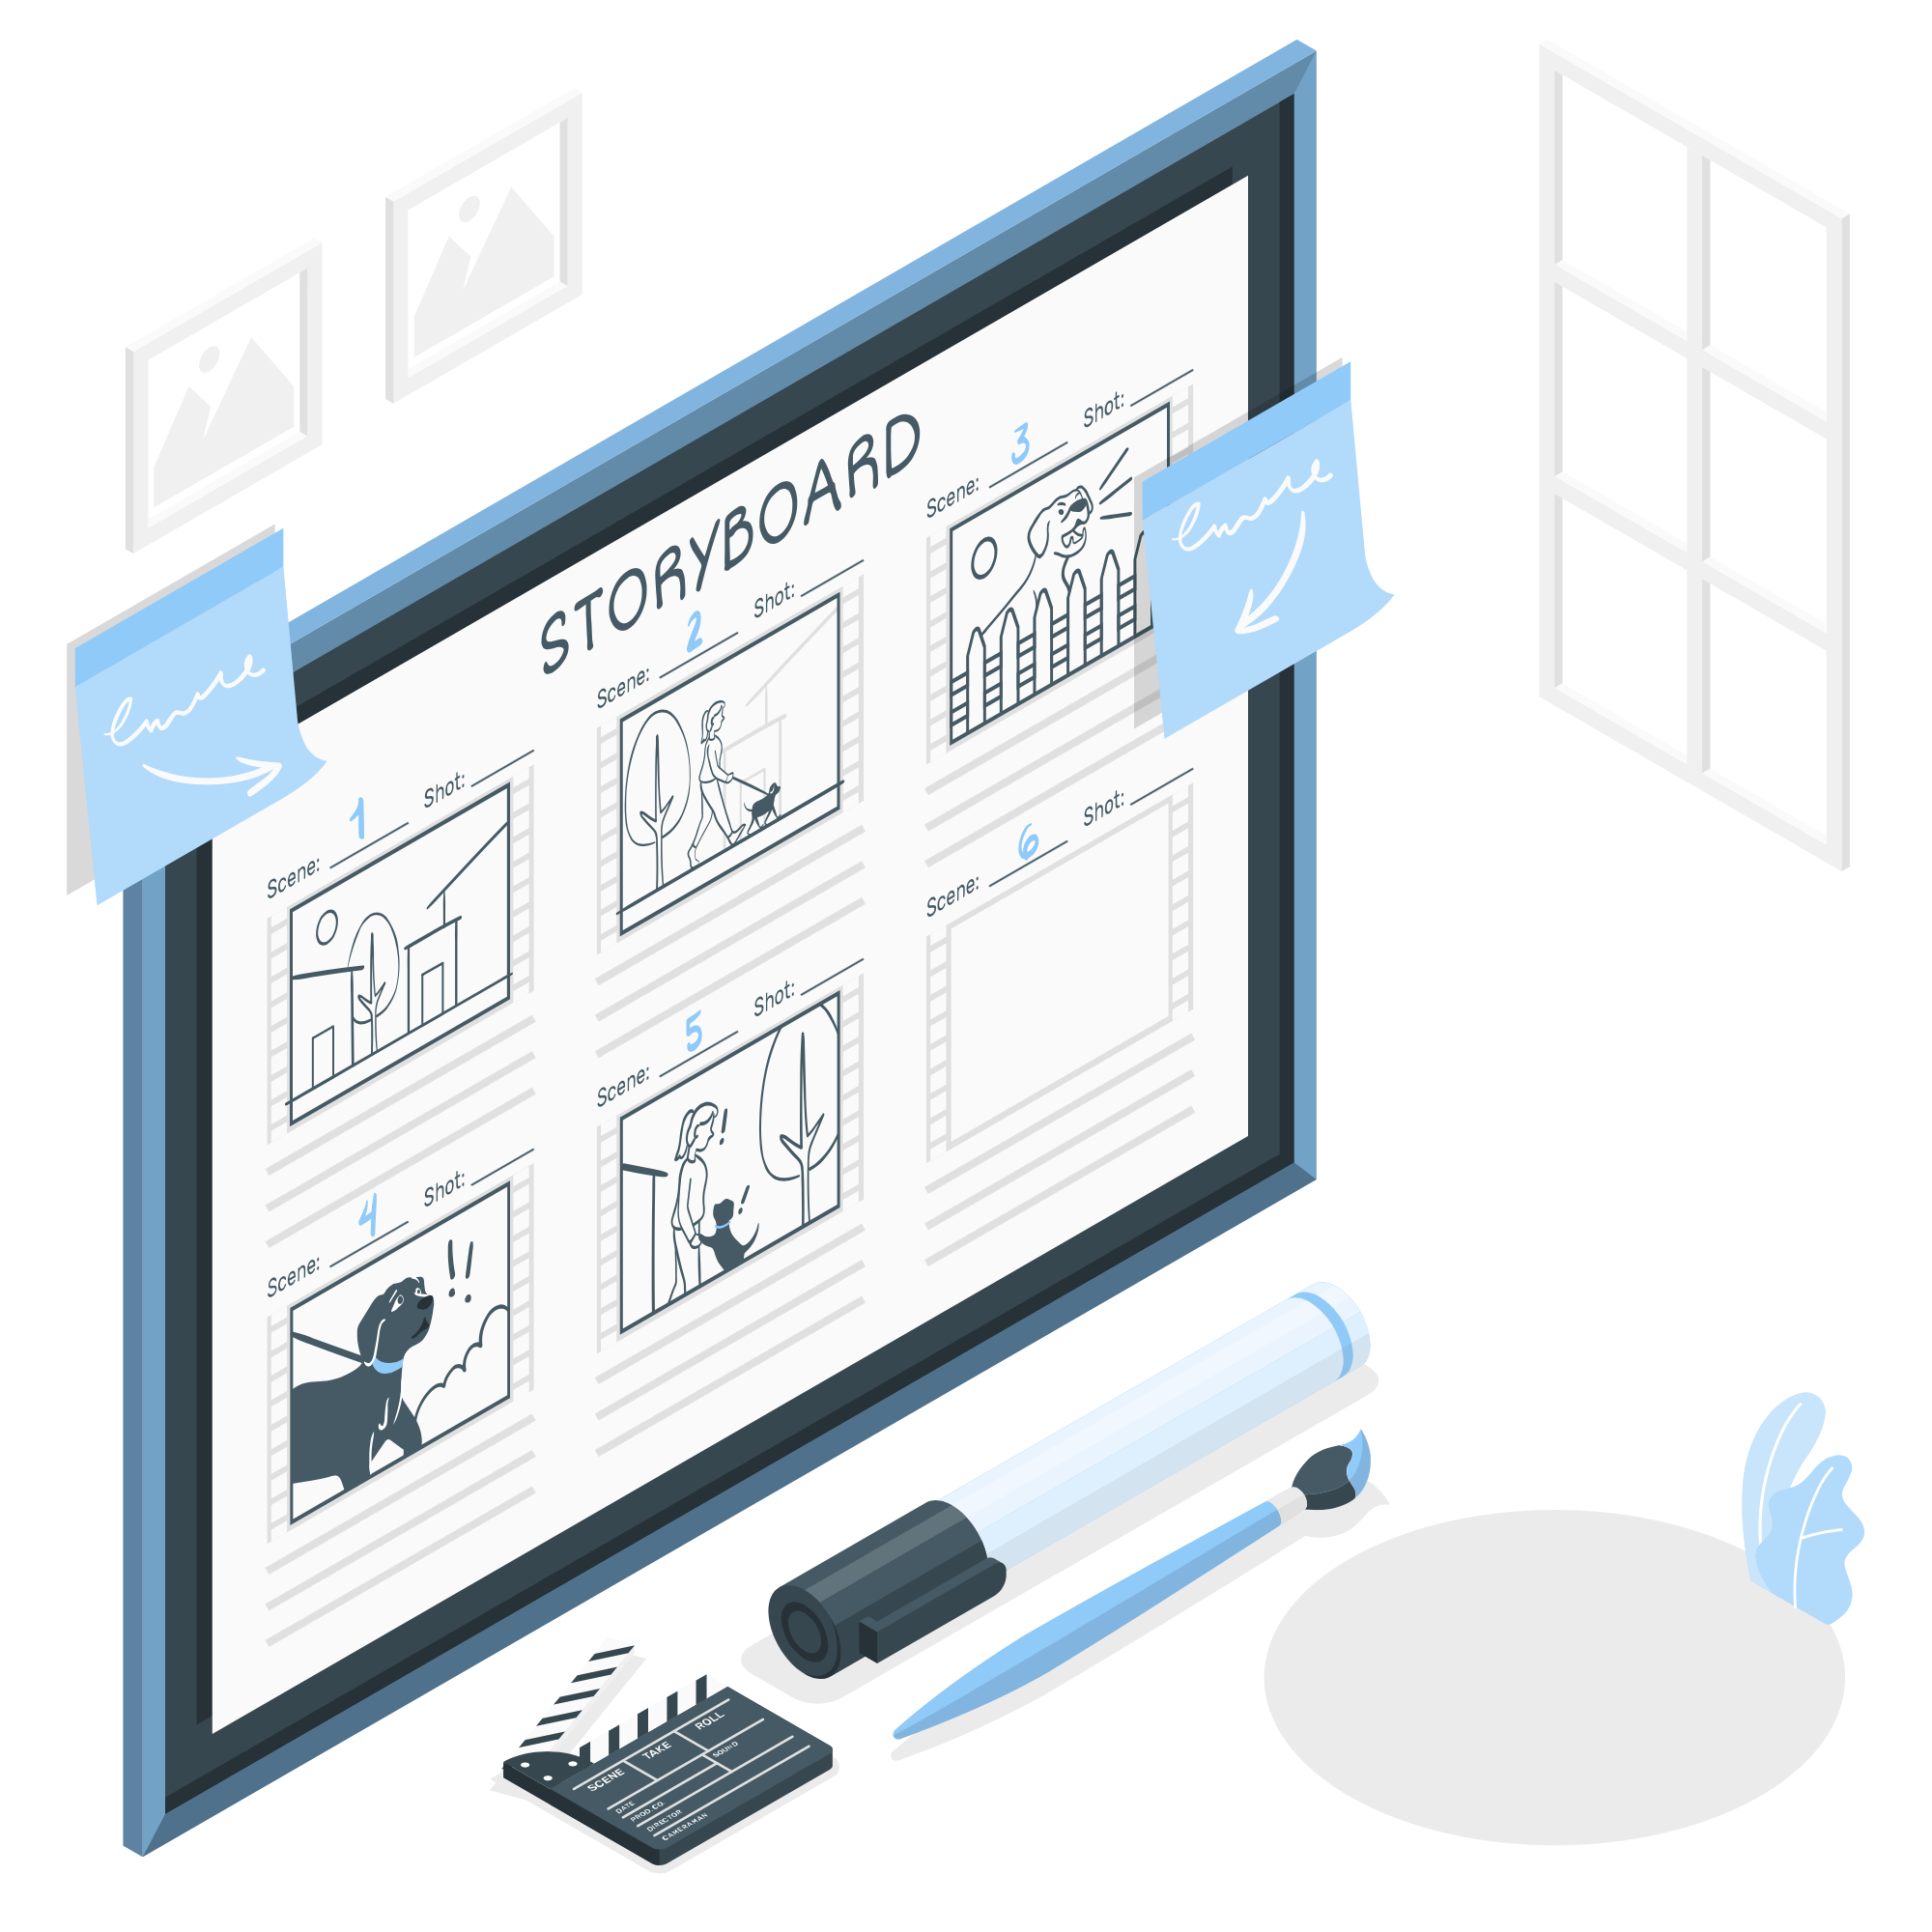 STORYBOARD
Scene: 1 Shot:
Scene: 2 Shot:
Scene: 3 Shot:
Scene: 4 Shot:
Scene: 5 Shot:
Scene: 6 Shot:
SCENE TAKE ROLL
DATE SOUND
PROD.CO.
DIRECTOR
CAMERAMAN